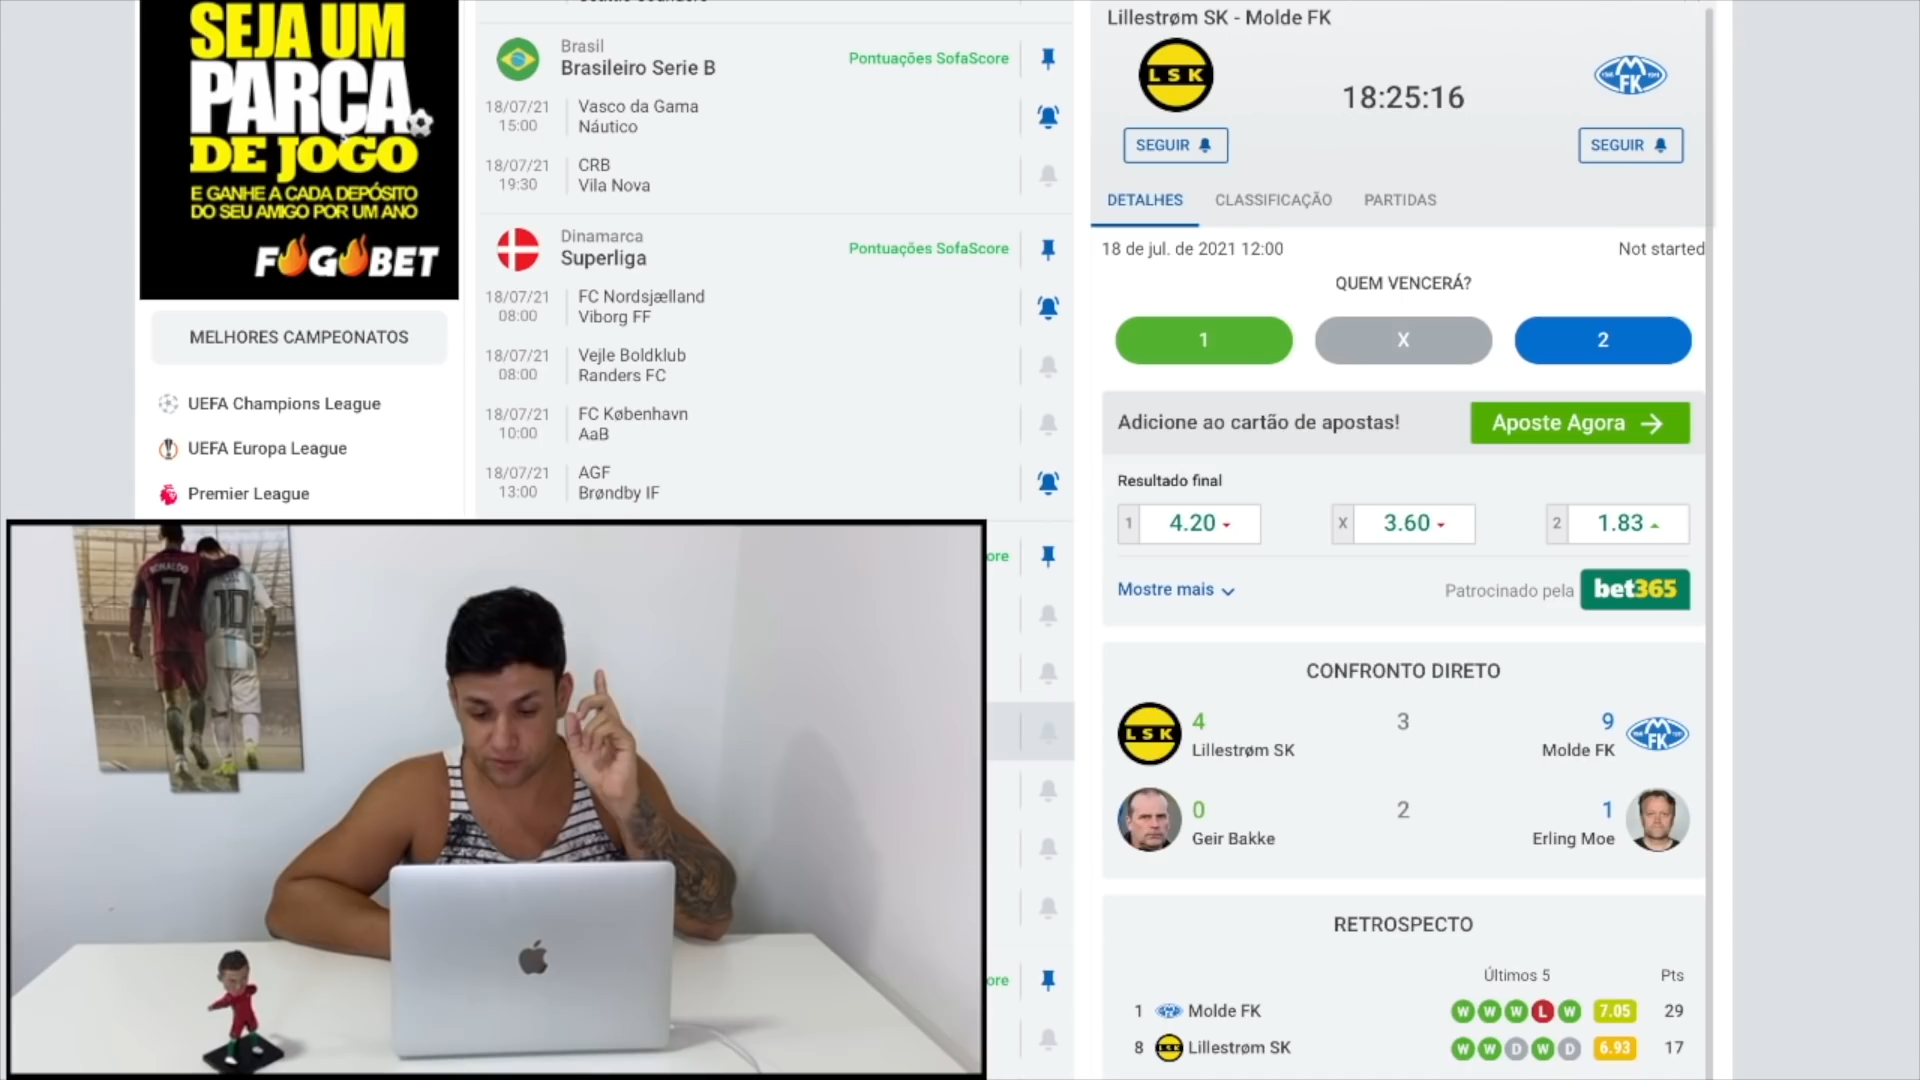 SEJA UM
PARÇA
DE JOGO
E GANHE A CADA DEPÓSITO
DO SEU AMIGO POR UM ANO
FOGOBET
MELHORES CAMPEONATOS
UEFA Champions League
UEFA Europa League
Premier League
Brasil
Brasileiro Serie B
Pontuações SofaScore
18/07/21
15:00
Vasco da Gama
Náutico
18/07/21
19:30
CRB
Vila Nova
Dinamarca
Superliga
Pontuações SofaScore
18/07/21
08:00
FC Nordsjælland
Viborg FF
18/07/21
08:00
Vejle Boldklub
Randers FC
18/07/21
10:00
FC København
AaB
18/07/21
13:00
AGF
Brøndby IF
ore
ore
RONALDO
7
10
Lillestrøm SK - Molde FK
LSK
18:25:16
FK
SEGUIR
SEGUIR
DETALHES
CLASSIFICAÇÃO
PARTIDAS
18 de jul. de 2021 12:00
Not started
QUEM VENCERÁ?
1
X
2
Adicione ao cartão de apostas!
Aposte Agora
Resultado final
1 4.20
X 3.60
2 1.83
Mostre mais
Patrocinado pela
bet365
CONFRONTO DIRETO
LSK
4
3
9
FK
Lillestrøm SK
Molde FK
0
2
1
Geir Bakke
Erling Moe
RETROSPECTO
Últimos 5
Pts
1 Molde FK W W W L W 7.05 29
8 Lillestrøm SK W W D W D 6.93 17